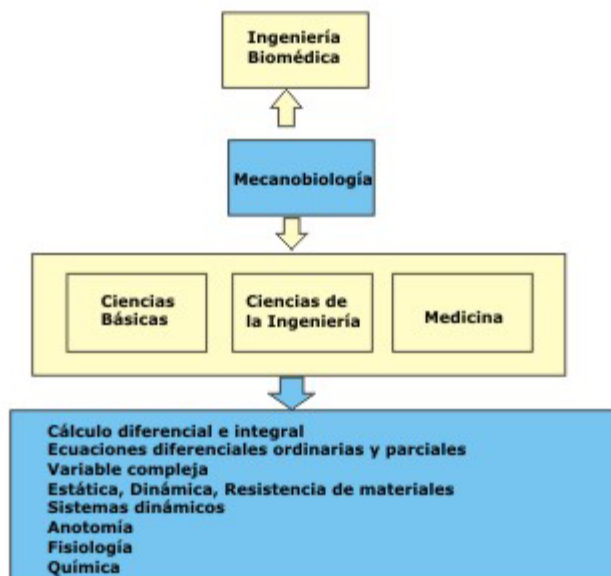 Ingeniería
Biomédica
Mecanobiología
Ciencias
Básicas
Ciencias de
la Ingeniería
Medicina
Cálculo diferencial e integral
Ecuaciones diferenciales ordinarias y parciales
Variable compleja
Estática, Dinámica, Resistencia de materiales
Sistemas dinámicos
Anotomía
Fisiología
Química